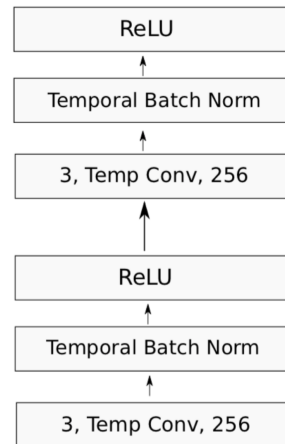 ReLU
Temporal Batch Norm
3, Temp Conv, 256
ReLU
Temporal Batch Norm
3, Temp Conv, 256